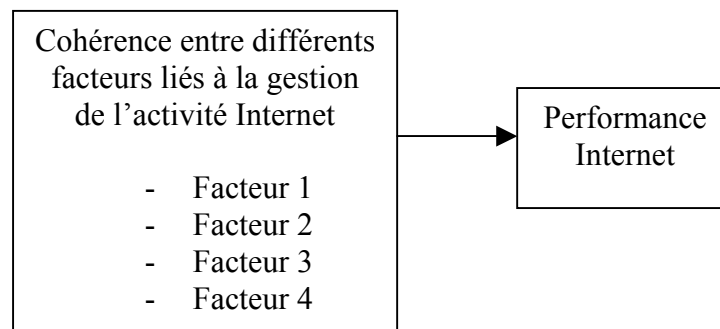 Cohérence entre différents
facteurs liés à la gestion
de l’activité Internet
- Facteur 1
- Facteur 2
- Facteur 3
- Facteur 4
Performance
Internet